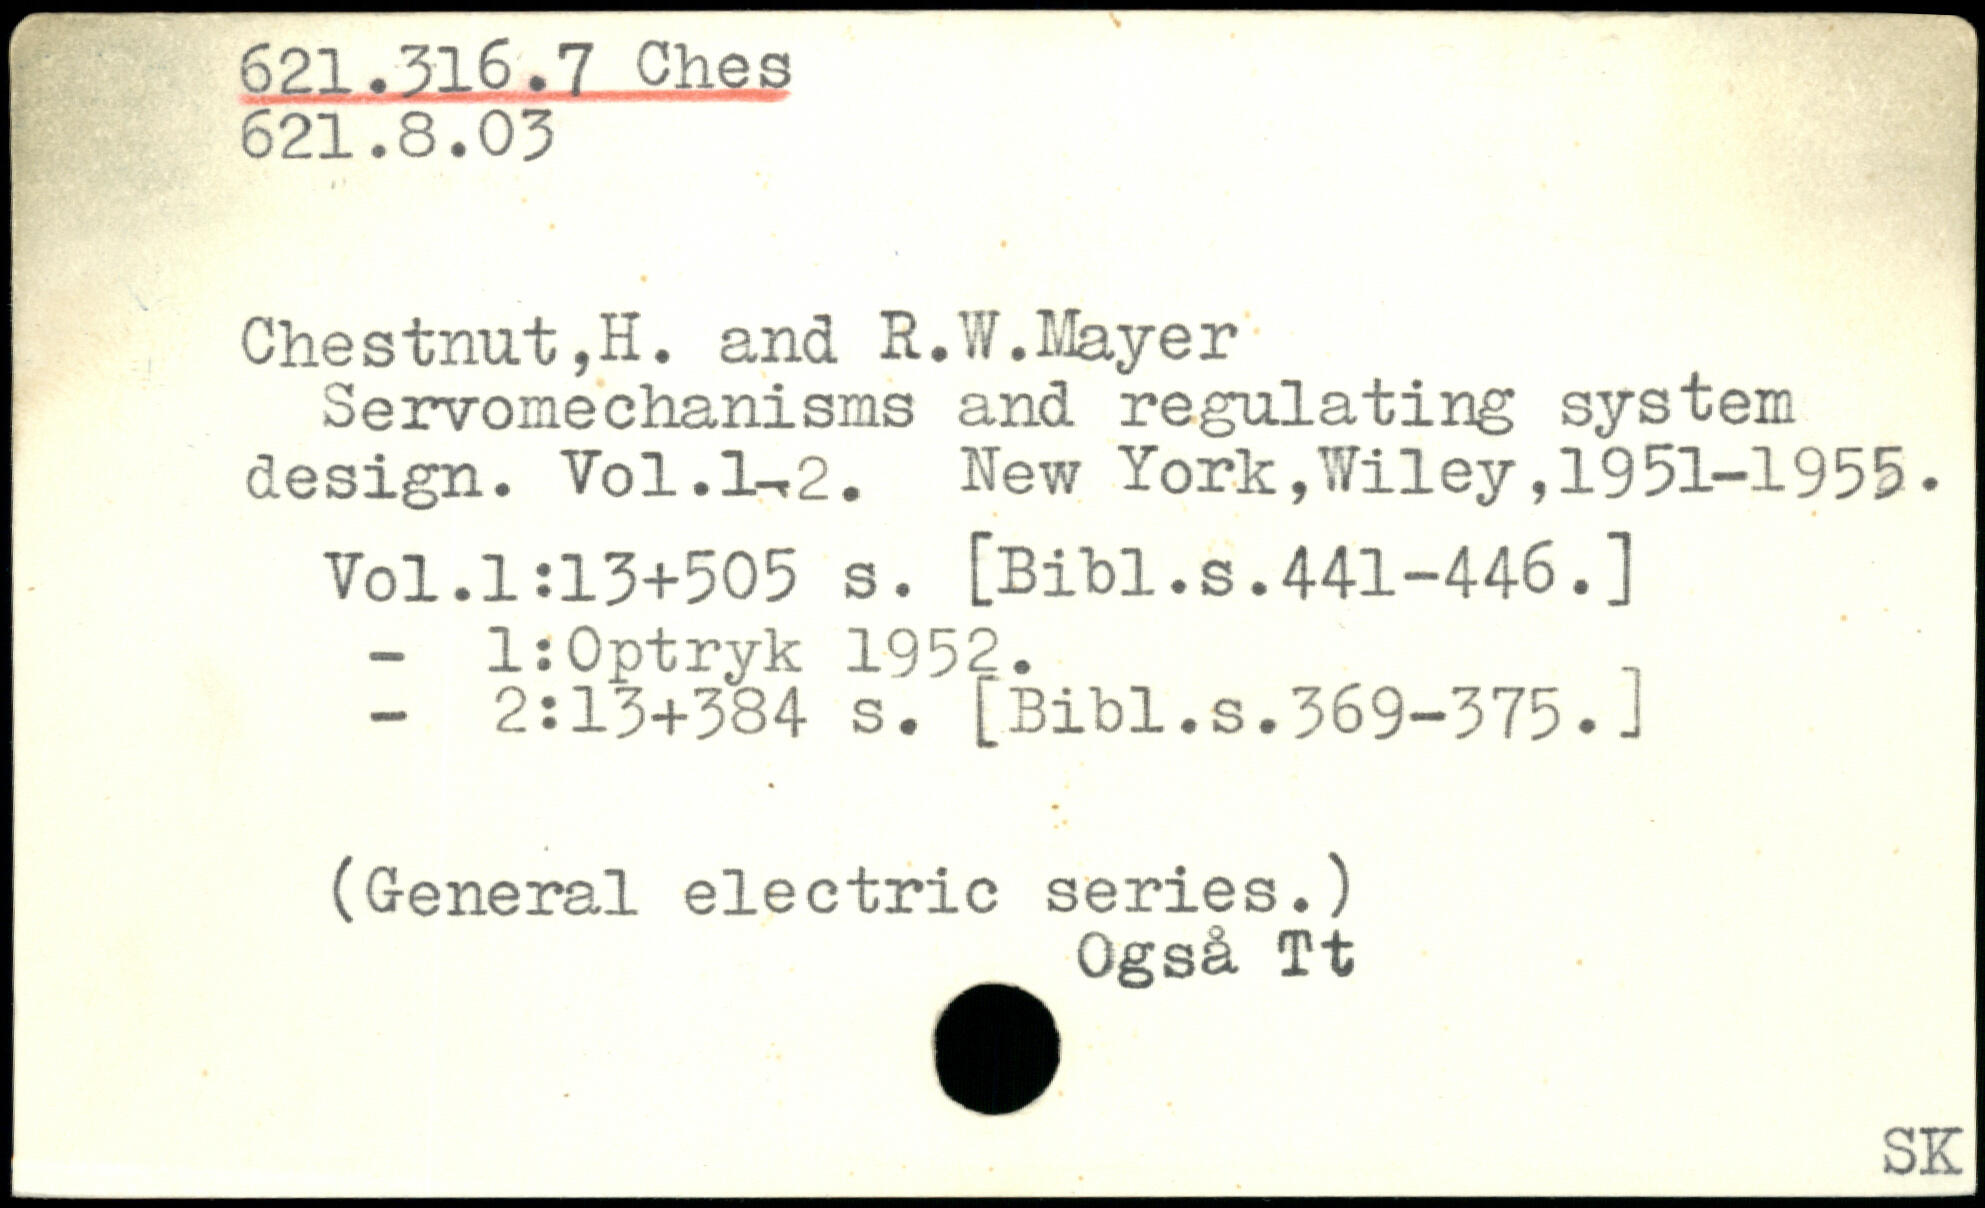 621.316.7 Ches
621.8.03
Chestnut,H. and R.W.Mayer
Servomechanisms and regulating system
design. Vol.1-2. New York,Wiley,1951-1955.
Vol.1:13+505 s. [Bibl.s.441-446.]
- 1:Optryk 1952.
- 2:13+384 s. [Bibl.s.369-375.]
(General electric series.)
Også Tt
SK